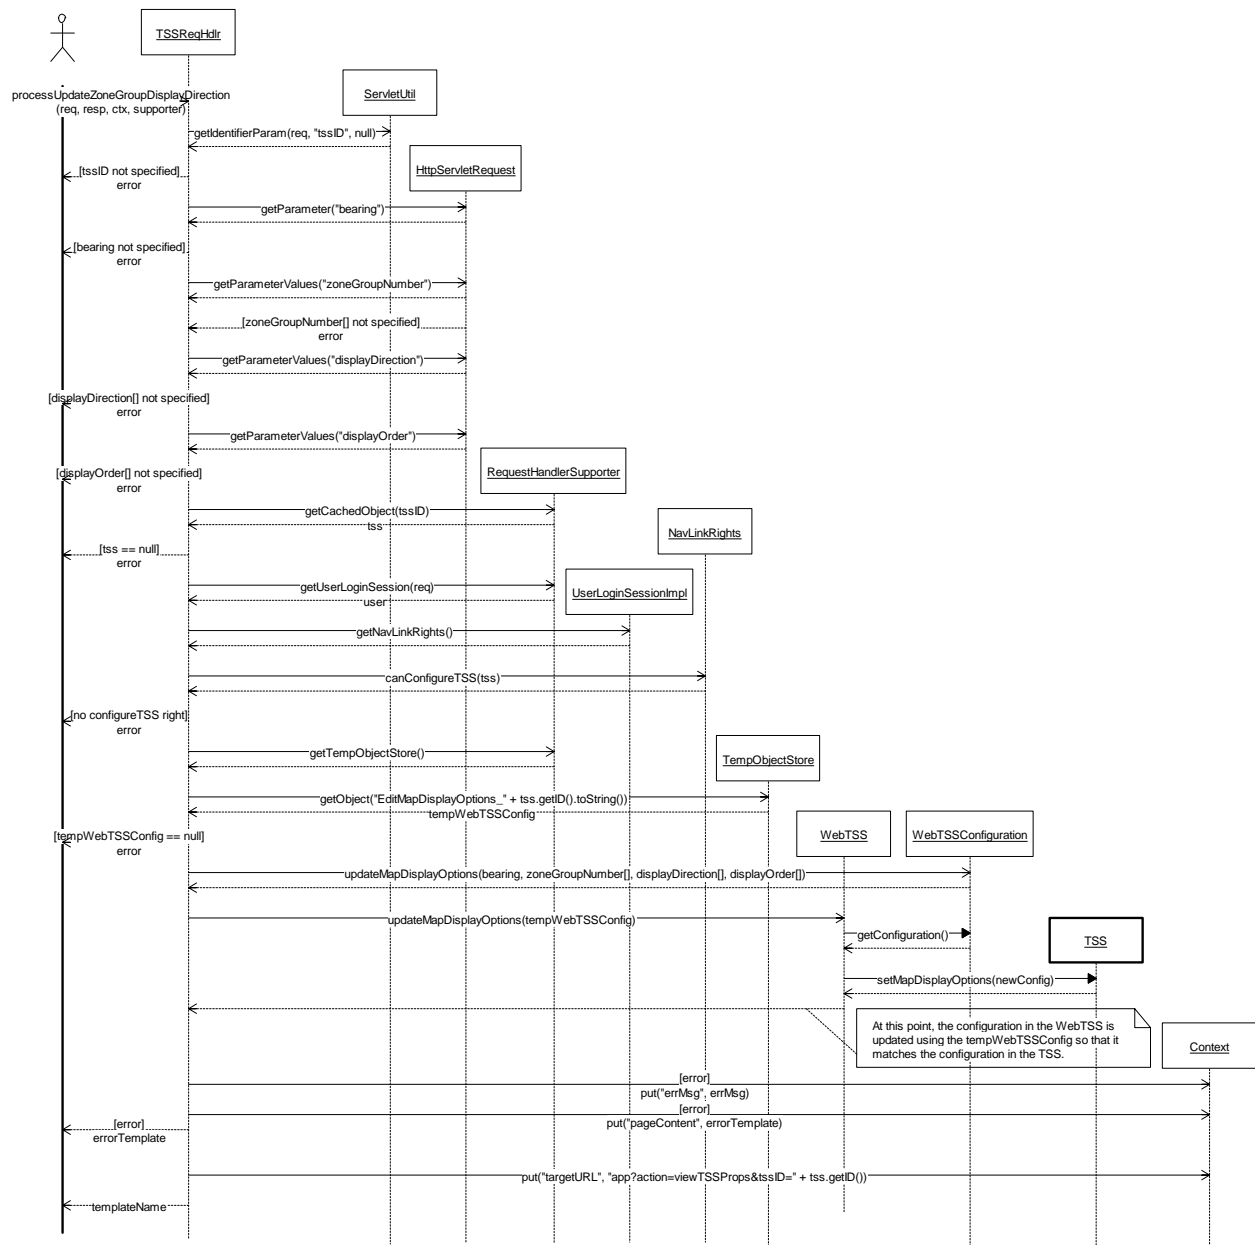 TSSReqHdlr
processUpdateZoneGroupDisplayDirection
(req, resp, ctx, supporter)
ServletUtil
getIdentifierParam(req, "tssID", null)
HttpServletRequest
[tssID not specified]
error
getParameter("bearing")
[bearing not specified]
error
getParameterValues("zoneGroupNumber")
[zoneGroupNumber[] not specified]
error
getParameterValues("displayDirection")
[displayDirection[] not specified]
error
getParameterValues("displayOrder")
RequestHandlerSupporter
[displayOrder[] not specified]
error
getCachedObject(tssID)
tss
NavLinkRights
[tss == null]
error
getUserLoginSession(req)
user
UserLoginSessionImpl
getNavLinkRights()
canConfigureTSS(tss)
[no configureTSS right]
error
getTempObjectStore()
TempObjectStore
getObject("EditMapDisplayOptions_" + tss.getID().toString())
tempWebTSSConfig
[tempWebTSSConfig == null]
error
WebTSS
WebTSSConfiguration
updateMapDisplayOptions(bearing, zoneGroupNumber[], displayDirection[], displayOrder[])
updateMapDisplayOptions(tempWebTSSConfig)
getConfiguration()
TSS
setMapDisplayOptions(newConfig)
At this point, the configuration in the WebTSS is
updated using the tempWebTSSConfig so that it
matches the configuration in the TSS.
Context
[error]
put("errMsg", errMsg)
[error]
put("pageContent", errorTemplate)
[error]
errorTemplate
put("targetURL", "app?action=viewTSSProps&tssID=" + tss.getID())
templateName